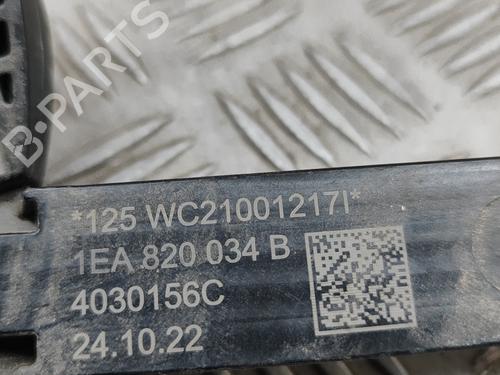 B-PARTS
*125 WC21001217I*
1EA 820 034 B
4030156C
24.10.22